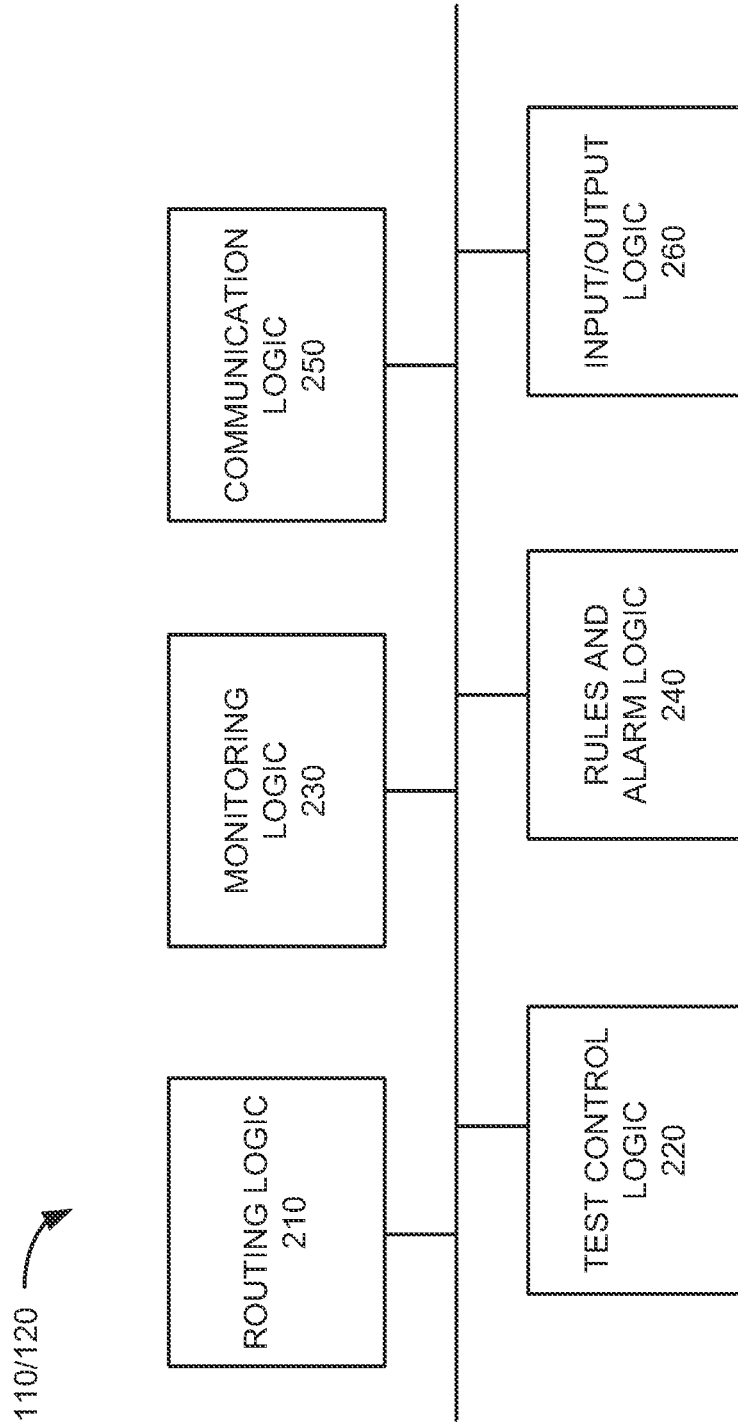 110/120
ROUTING LOGIC
210
MONITORING
LOGIC
230
COMMUNICATION
LOGIC
250
TEST CONTROL
LOGIC
220
RULES AND
ALARM LOGIC
240
INPUT/OUTPUT
LOGIC
260